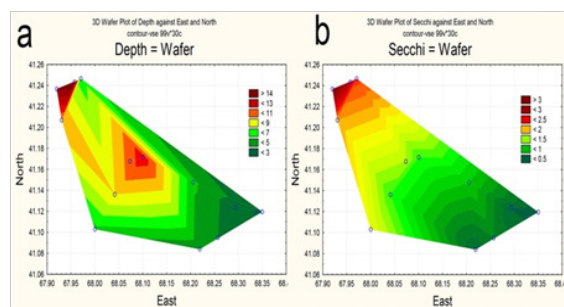 a
3D Wafer Plot of Depth against East and North
contour-vse 99v*30c
Depth = Wafer
41.26
41.24
41.22
41.20
41.18
41.16
41.14
41.12
41.10
41.08
41.06
North
67.90 67.95 68.00 68.05 68.10 68.15 68.20 68.25 68.30 68.35
East
> 14
< 13
< 11
< 9
< 7
< 5
< 3
b
3D Wafer Plot of Secchi against East and North
contour-vse 99v*30c
Secchi = Wafer
41.26
41.24
41.22
41.20
41.18
41.16
41.14
41.12
41.10
41.08
41.06
North
67.90 67.95 68.00 68.05 68.10 68.15 68.20 68.25 68.30 68.35
East
> 3
< 3
< 2.5
< 2
< 1.5
< 1
< 0.5